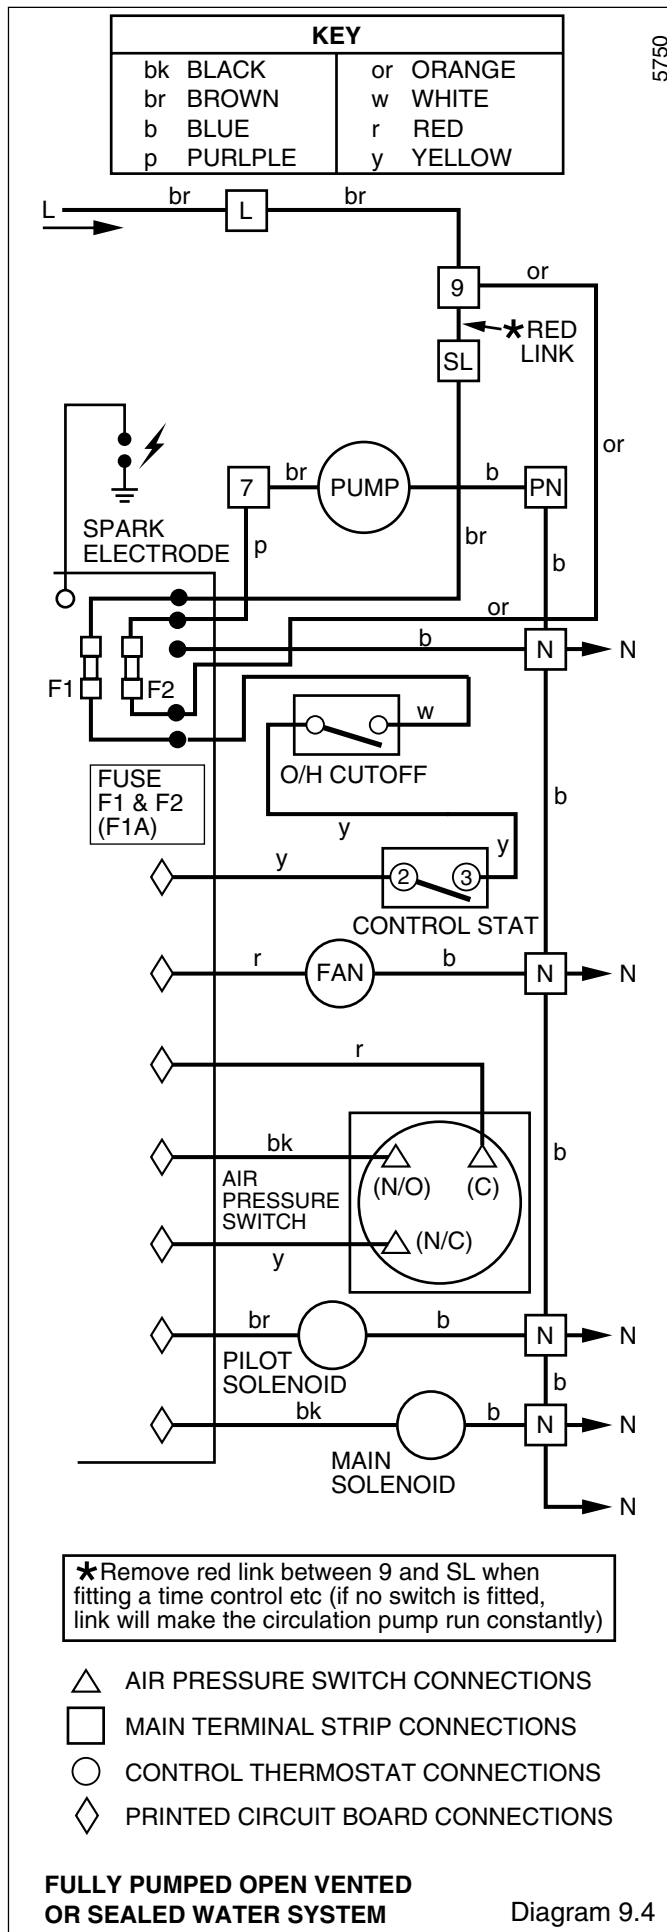 KEY
bk BLACK
br BROWN
b BLUE
p PURLPLE
or ORANGE
w WHITE
r RED
y YELLOW
5750
L
br
L
br
9
or
*RED
LINK
SL
or
7
br
PUMP
b
PN
SPARK
ELECTRODE
p
br
b
or
b
N
N
F1
F2
w
O/H CUTOFF
FUSE
F1 & F2
(F1A)
b
y
y
y
2
3
CONTROL STAT
r
FAN
b
N
N
r
bk
(N/O)
(C)
b
AIR
PRESSURE
SWITCH
(N/C)
y
br
b
N
N
PILOT
SOLENOID
b
bk
b
N
N
MAIN
SOLENOID
N
*Remove red link between 9 and SL when
fitting a time control etc (if no switch is fitted,
link will make the circulation pump run constantly)
AIR PRESSURE SWITCH CONNECTIONS
MAIN TERMINAL STRIP CONNECTIONS
CONTROL THERMOSTAT CONNECTIONS
PRINTED CIRCUIT BOARD CONNECTIONS
FULLY PUMPED OPEN VENTED
OR SEALED WATER SYSTEM
Diagram 9.4